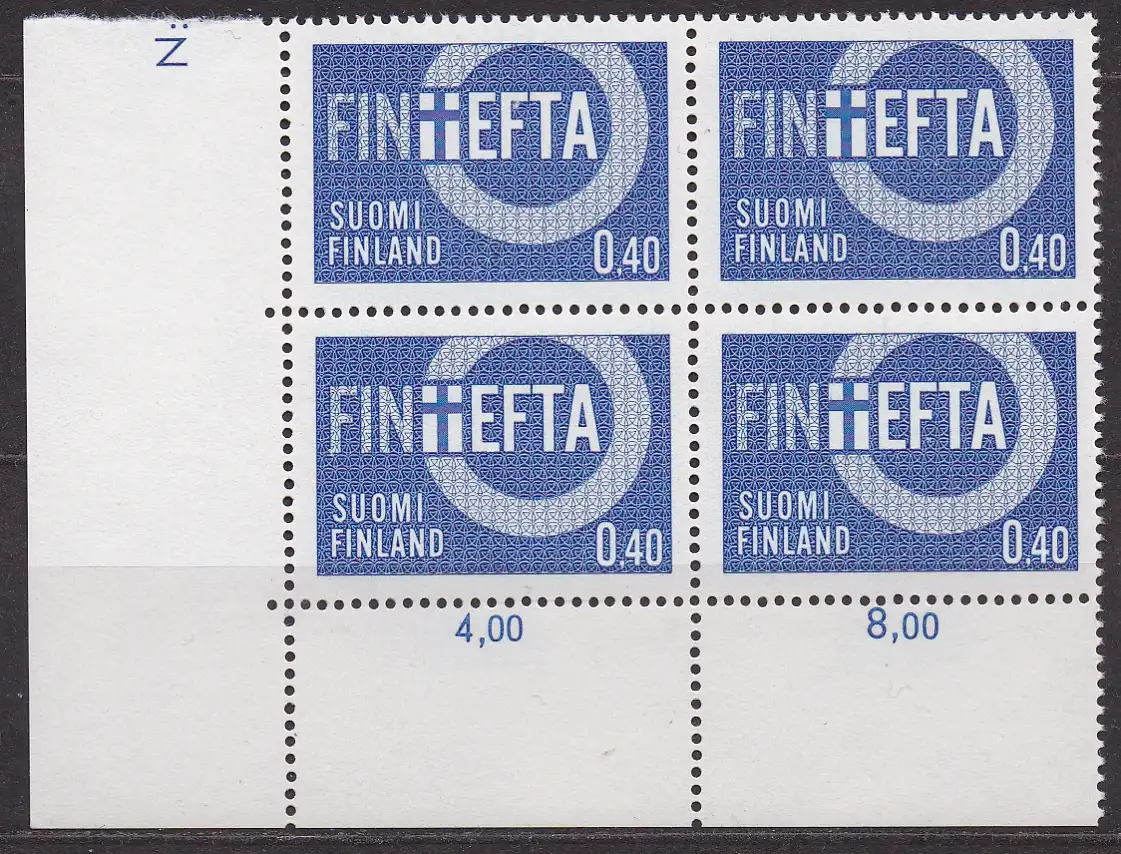 FIN EFTA
SUOMI
FINLAND
0,40
FIN EFTA
SUOMI
FINLAND
0,40
FIN EFTA
SUOMI
FINLAND
0,40
FIN EFTA
SUOMI
FINLAND
0,40
4,00
8,00